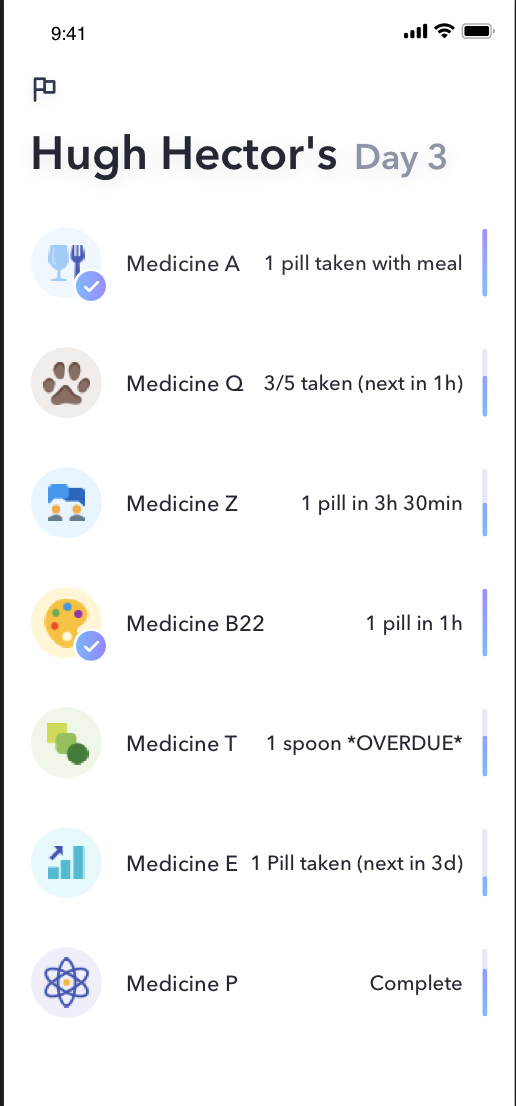 9:41
Hugh Hector's Day 3
Medicine A 1 pill taken with meal
Medicine Q 3/5 taken (next in 1h)
Medicine Z 1 pill in 3h 30min
Medicine B22 1 pill in 1h
Medicine T 1 spoon *OVERDUE*
Medicine E 1 Pill taken (next in 3d)
Medicine P Complete